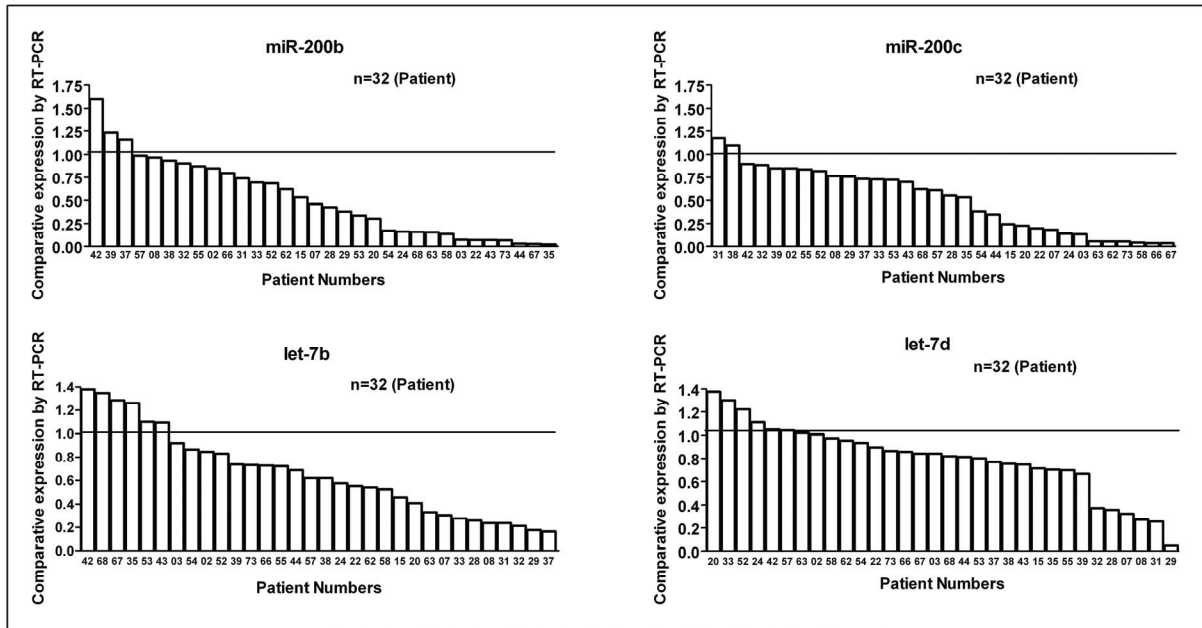 miR-200b
n=32 (Patient)
Comparative expression by RT-PCR
1.75
1.50
1.25
1.00
0.75
0.50
0.25
0.00
42 39 37 57 08 38 32 55 02 66 31 33 52 62 15 07 28 29 53 20 54 24 68 63 58 03 22 43 73 44 67 35
Patient Numbers
miR-200c
n=32 (Patient)
Comparative expression by RT-PCR
1.75
1.50
1.25
1.00
0.75
0.50
0.25
0.00
31 38 42 32 39 02 55 52 08 29 37 33 53 43 68 57 28 35 54 44 15 20 22 07 24 03 63 62 73 58 66 67
Patient Numbers
let-7b
n=32 (Patient)
Comparative expression by RT-PCR
1.4
1.2
1.0
0.8
0.6
0.4
0.2
0.0
42 68 67 35 53 43 03 54 02 52 39 73 66 55 44 57 38 24 22 62 58 15 20 63 07 33 28 08 31 32 29 37
Patient Numbers
let-7d
n=32 (Patient)
Comparative expression by RT-PCR
1.4
1.2
1.0
0.8
0.6
0.4
0.2
0.0
20 33 52 24 42 57 63 02 58 62 54 22 73 66 67 03 68 44 53 37 38 43 15 35 55 39 32 28 07 08 31 29
Patient Numbers